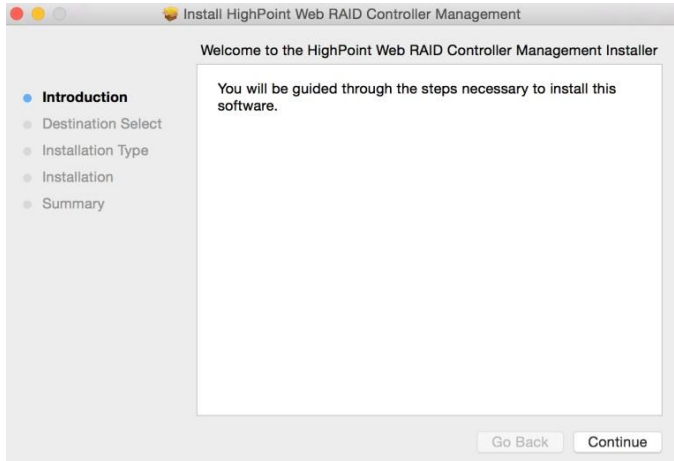 Install HighPoint Web RAID Controller Management
Welcome to the HighPoint Web RAID Controller Management Installer
Introduction
Destination Select
Installation Type
Installation
Summary
You will be guided through the steps necessary to install this
software.
Go Back
Continue